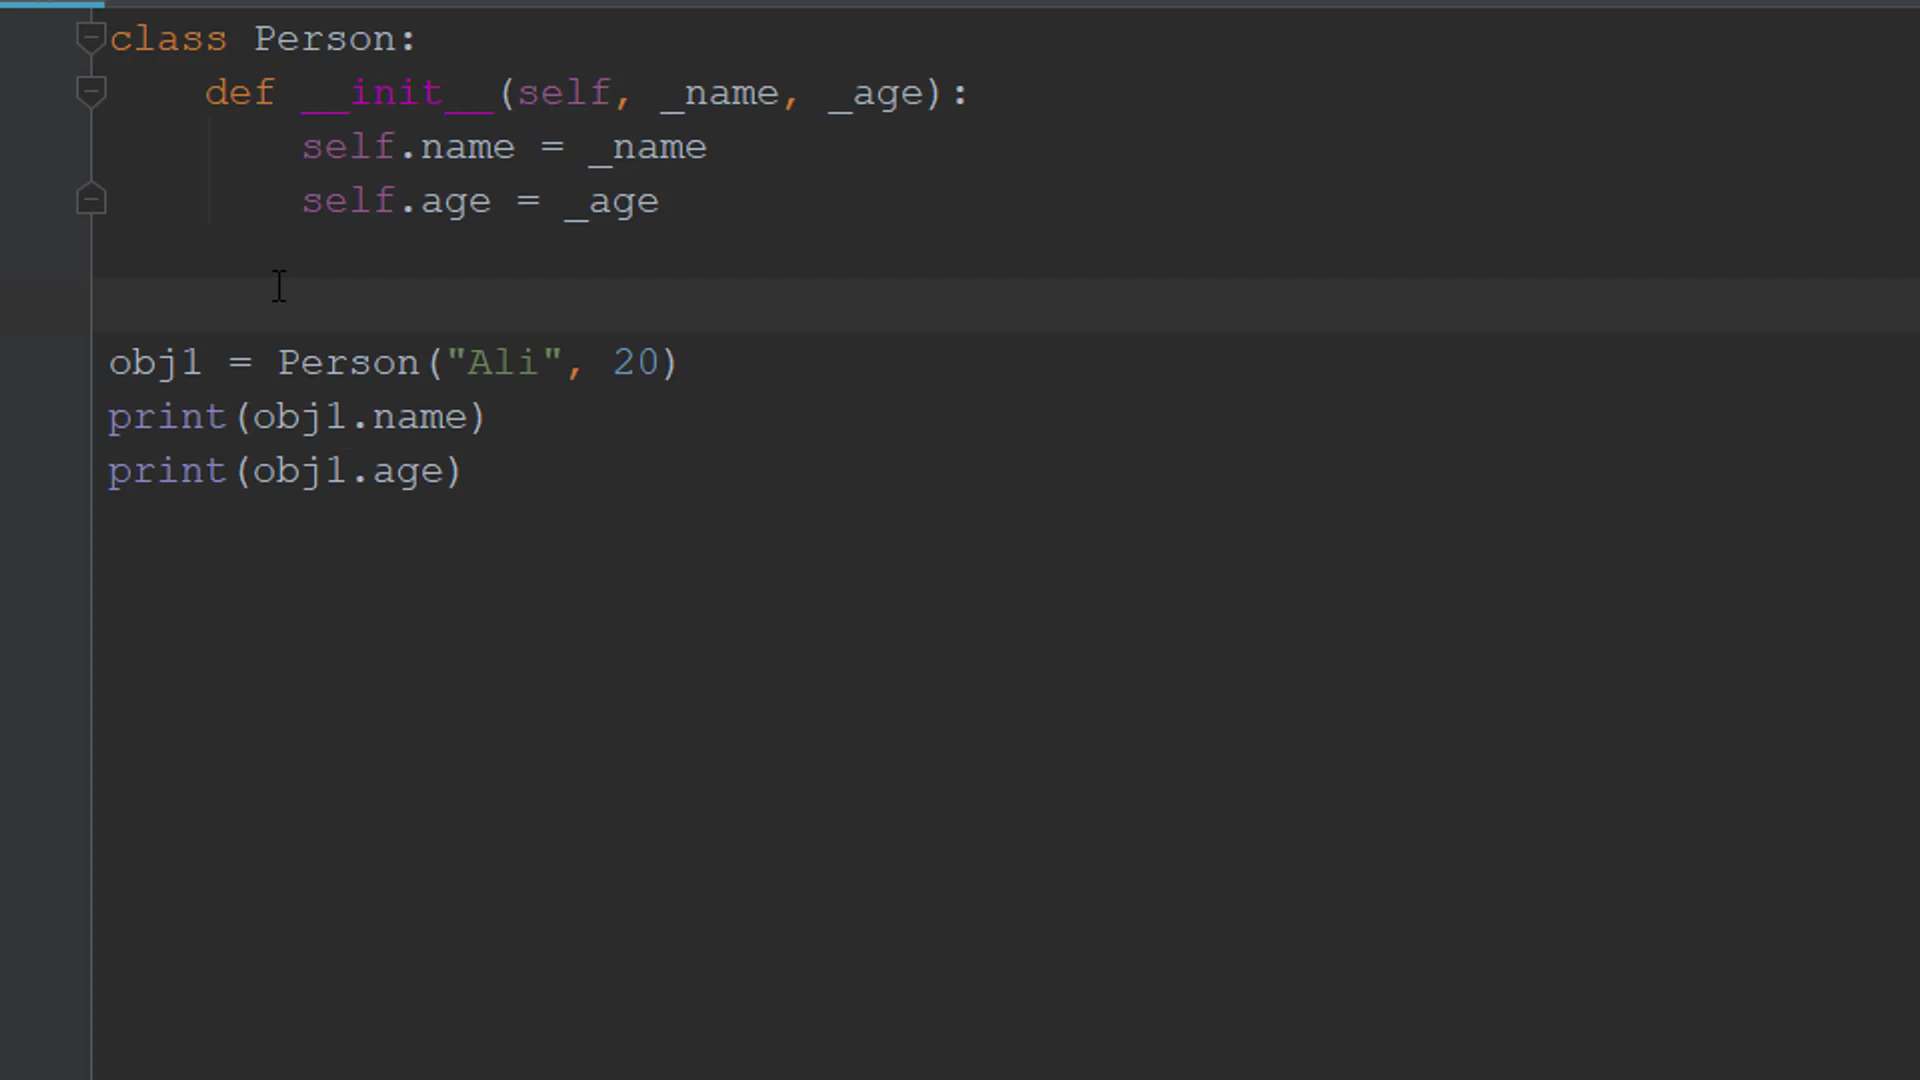 class Person:
    def __init__(self, _name, _age):
        self.name = _name
        self.age = _age
obj1 = Person("Ali", 20)
print(obj1.name)
print(obj1.age)